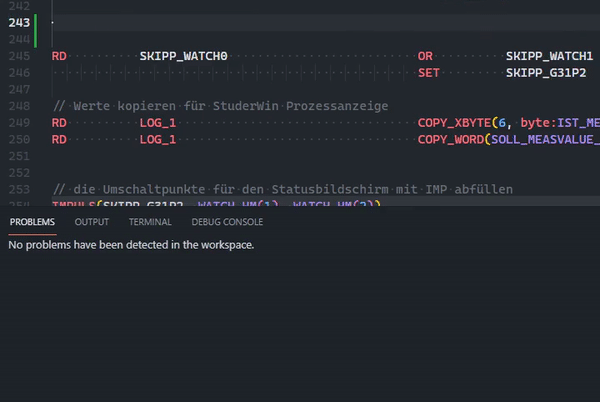 242
243
244
245 RD SKIPP_WATCH0 OR SKIPP_WATCH1
246 SET SKIPP_G31P2
247
248 // Werte kopieren für StuderWin Prozessanzeige
249 RD LOG_1 COPY_XBYTE(6, byte:IST_ME
250 RD LOG_1 COPY_WORD(SOLL_MEASVALUE_
251
252
253 // die Umschaltpunkte für den Statusbildschirm mit IMP abfüllen
254 IMPULS(SKIPP_G31P2, WATCH_HM(1), WATCH_HM(2))
PROBLEMS OUTPUT TERMINAL DEBUG CONSOLE
No problems have been detected in the workspace.